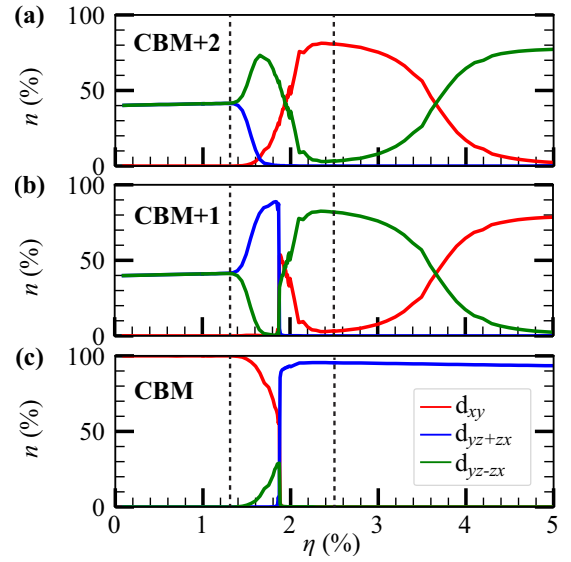 (a)
CBM+2
n (%)
100
50
0
(b)
CBM+1
n (%)
100
50
0
(c)
CBM
n (%)
100
50
0
d_xy
d_yz+zx
d_yz-zx
0 1 2 3 4 5
η (%)